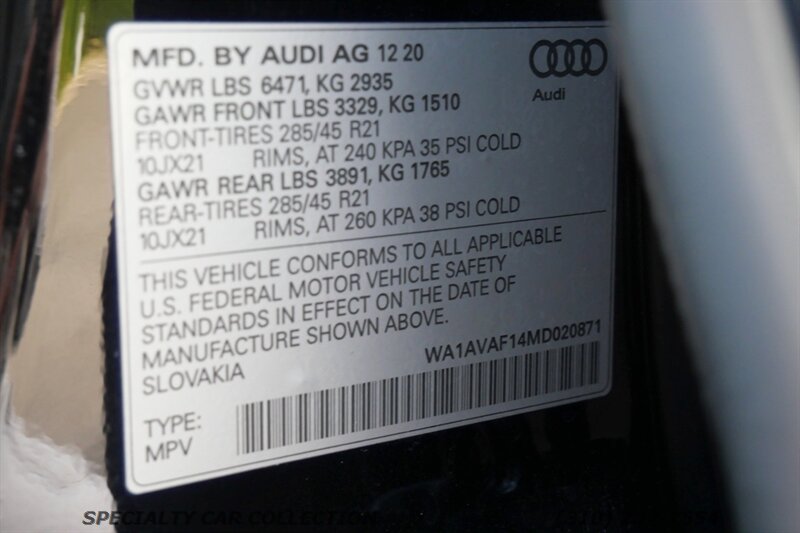 MFD. BY AUDI AG 12 20
GVWR LBS 6471, KG 2935
GAWR FRONT LBS 3329, KG 1510
FRONT-TIRES 285/45 R21
10JX21 RIMS, AT 240 KPA 35 PSI COLD
GAWR REAR LBS 3891, KG 1765
REAR-TIRES 285/45 R21
10JX21 RIMS, AT 260 KPA 38 PSI COLD
Audi
THIS VEHICLE CONFORMS TO ALL APPLICABLE
U.S. FEDERAL MOTOR VEHICLE SAFETY
STANDARDS IN EFFECT ON THE DATE OF
MANUFACTURE SHOWN ABOVE.
SLOVAKIA
WA1AVAF14MD020871
TYPE:
MPV
SPECIALTY CAR COLLECTION